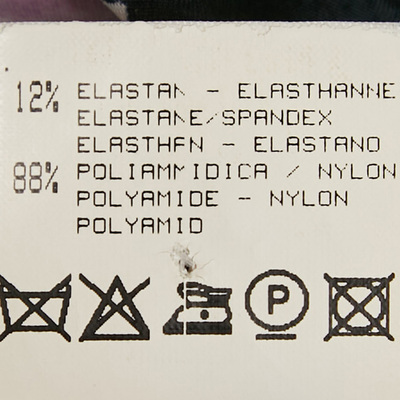 12% ELASTAN - ELASTHANNE
ELASTANE/SPANDEX
ELASTHAN - ELASTANO
88% POLIAMMIDICA / NYLON
POLYAMIDE - NYLON
POLYAMID
P